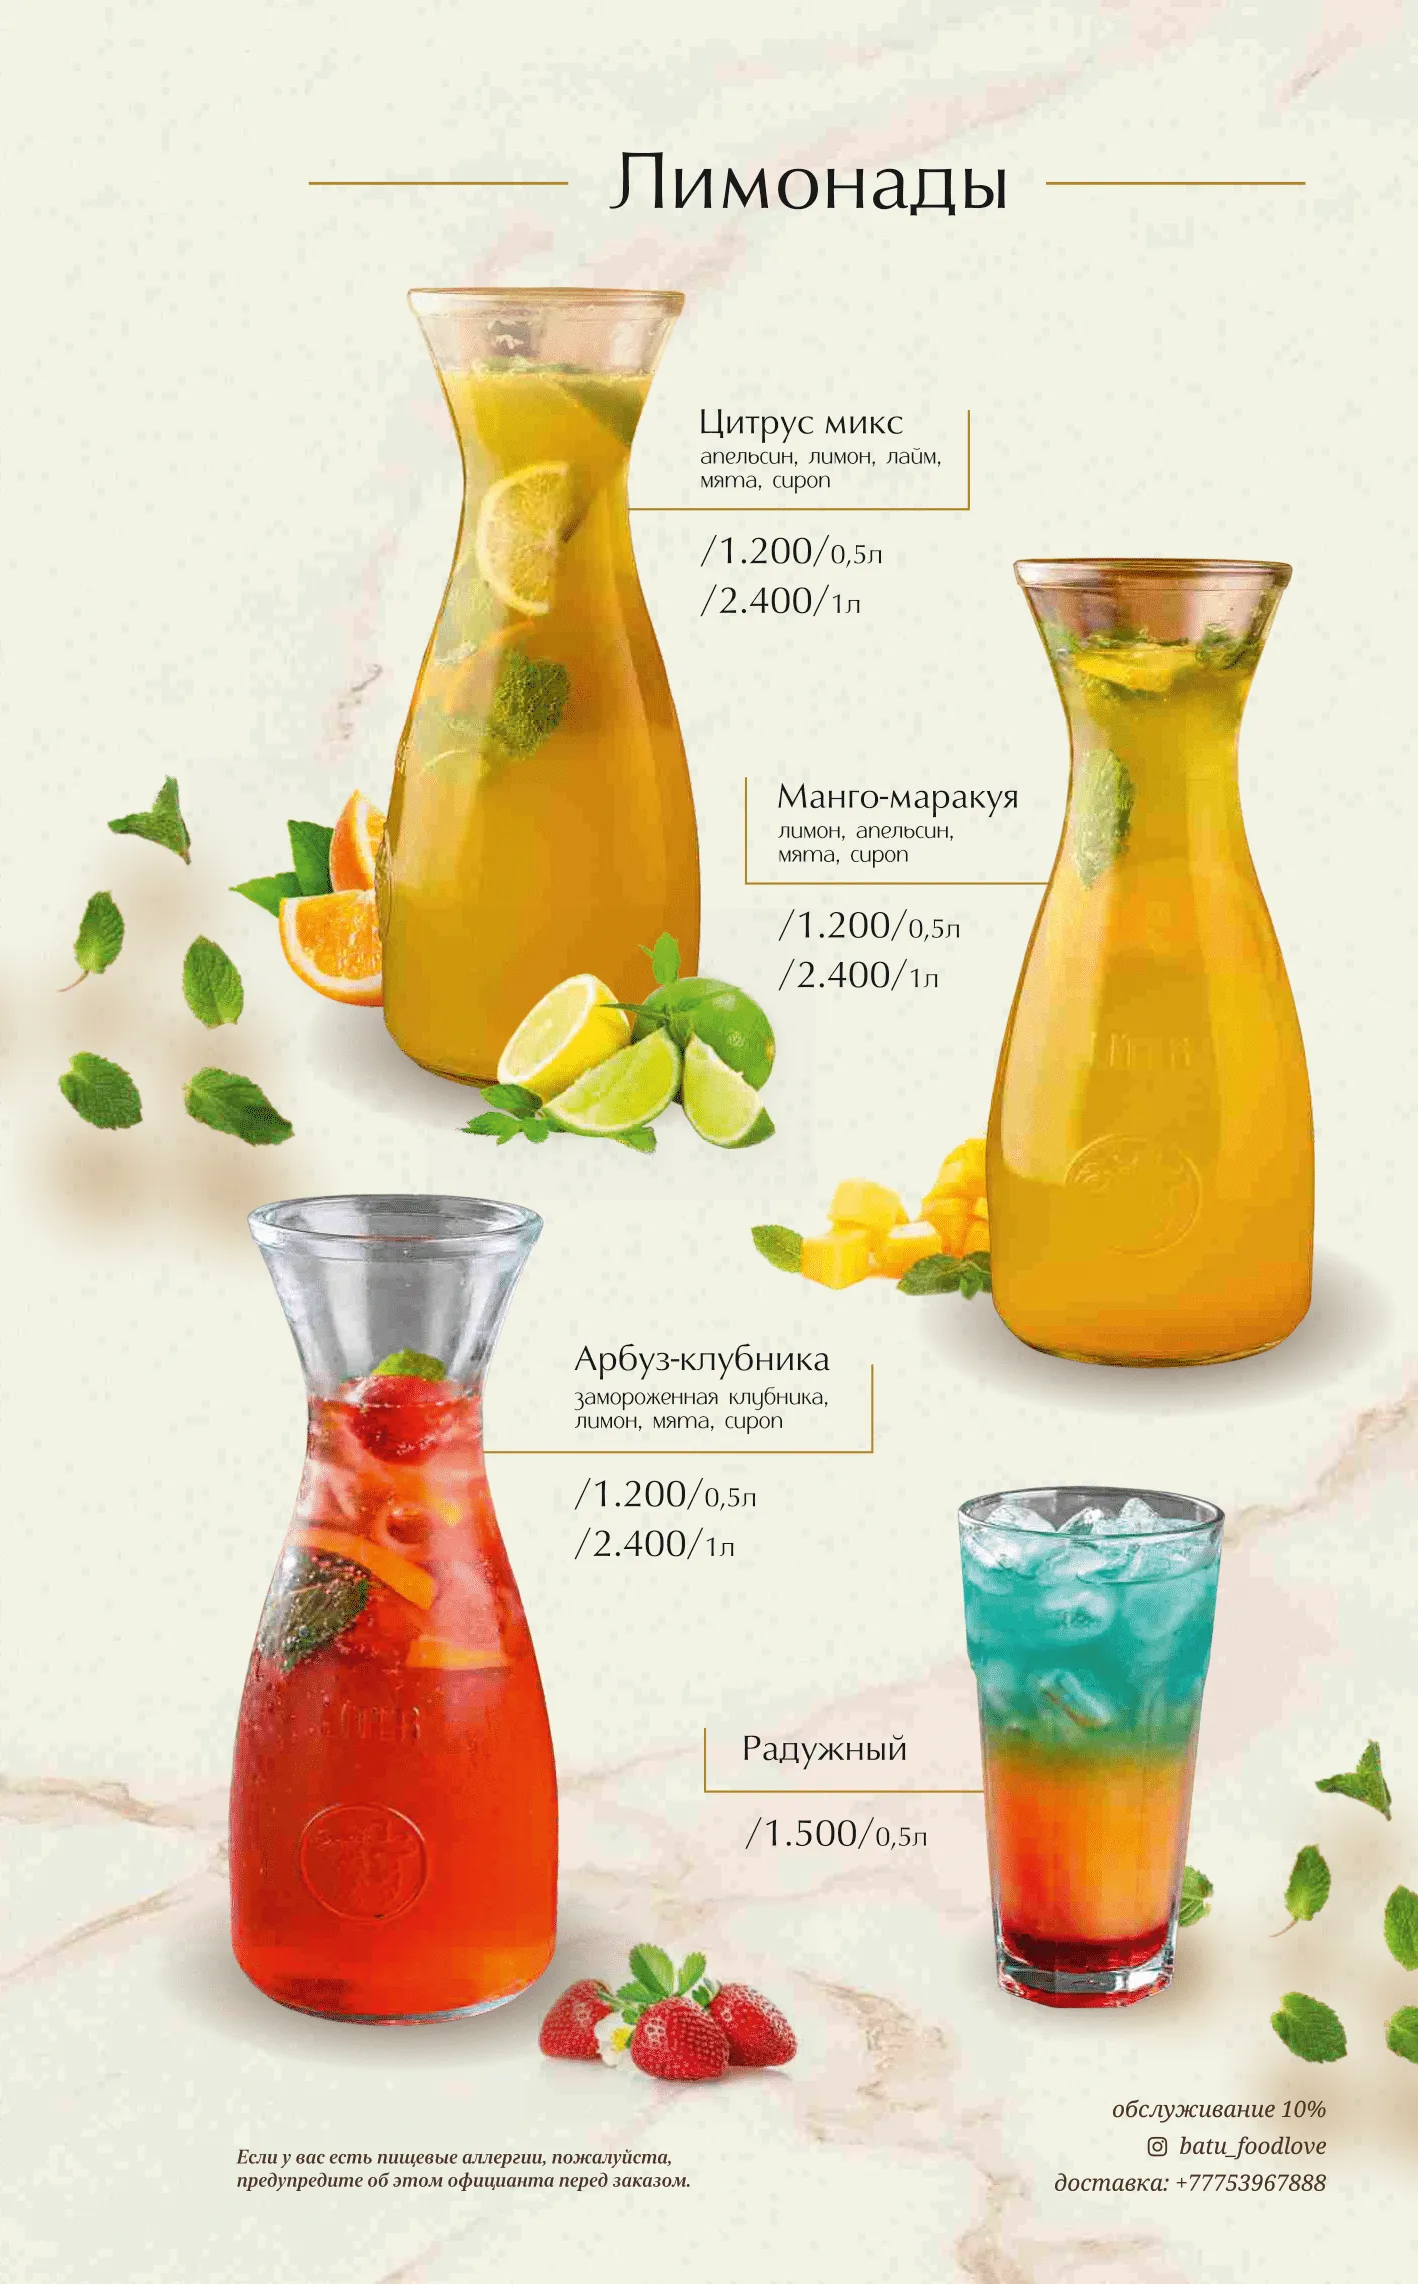 Лимонады
Цитрус микс
апельсин, лимон, лайм,
мята, сироп
/1.200/0,5л
/2.400/1л
Манго-маракуя
лимон, апельсин,
мята, сироп
/1.200/0,5л
/2.400/1л
Арбуз-клубника
замороженная клубника,
лимон, мята, сироп
/1.200/0,5л
/2.400/1л
Радужный
/1.500/0,5л
Если у вас есть пищевые аллергии, пожалуйста,
предупредите об этом официанта перед заказом.
обслуживание 10%
batu_foodlove
доставка: +77753967888